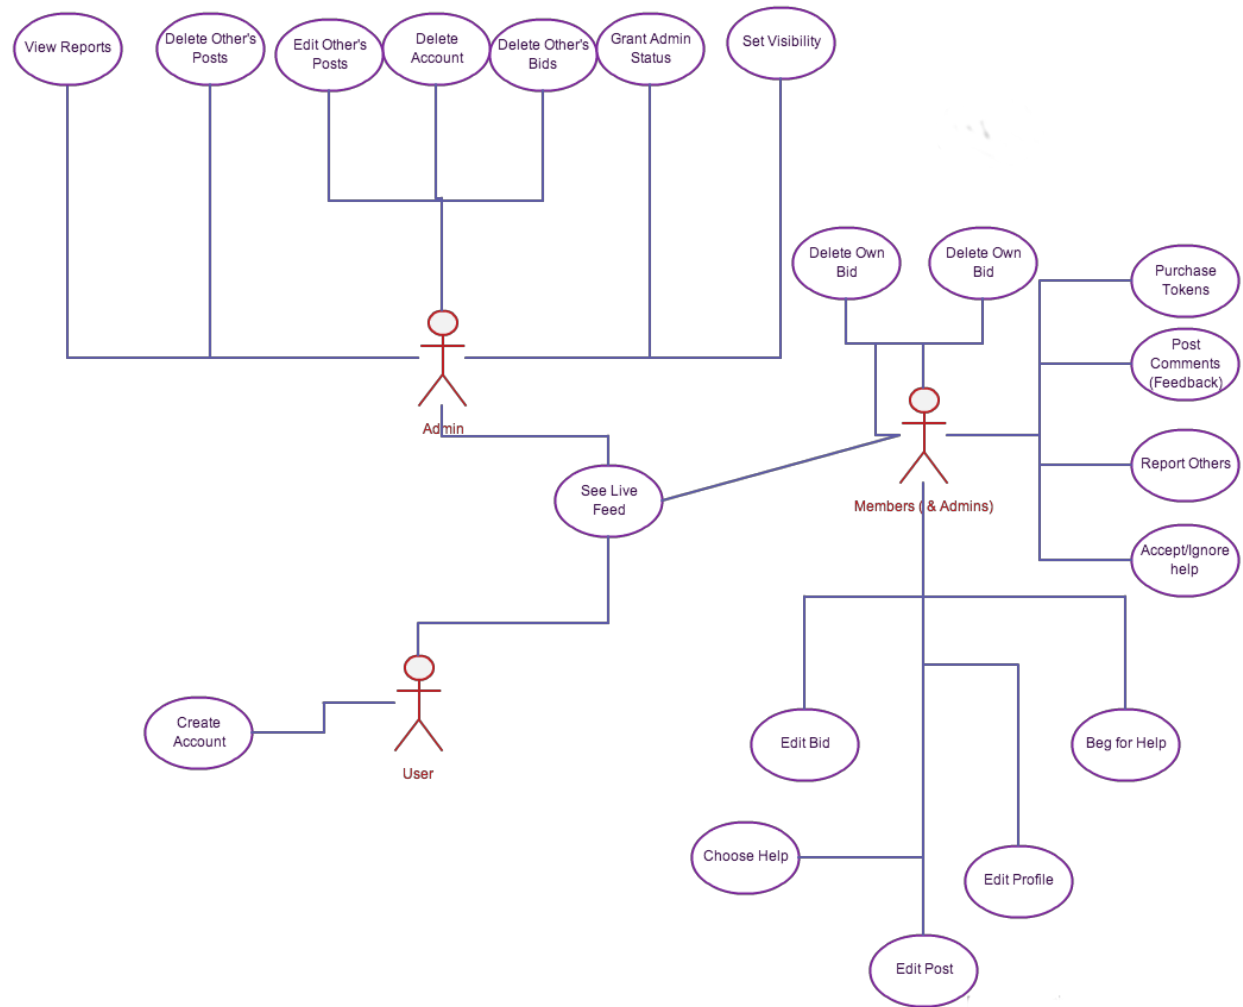 View Reports
Delete Other's
Posts
Edit Other's
Posts
Delete
Account
Delete Other's
Bids
Grant Admin
Status
Set Visibility
Delete Own
Bid
Delete Own
Bid
Purchase
Tokens
Post
Comments
(Feedback)
Admin
Report Others
See Live
Feed
Members ( & Admins)
Accept/Ignore
help
Create
Account
User
Edit Bid
Beg for Help
Choose Help
Edit Profile
Edit Post